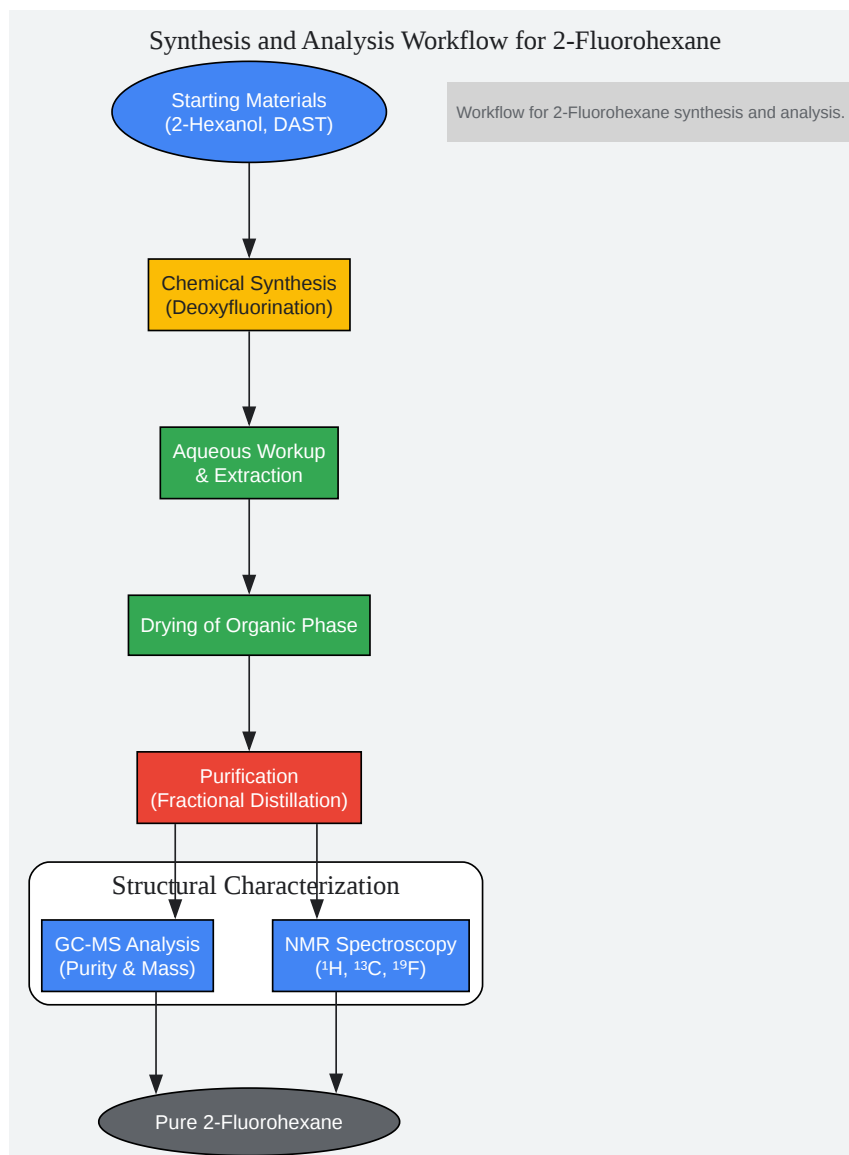 Synthesis and Analysis Workflow for 2-Fluorohexane
Starting Materials
(2-Hexanol, DAST)
Workflow for 2-Fluorohexane synthesis and analysis.
Chemical Synthesis
(Deoxyfluorination)
Aqueous Workup
& Extraction
Drying of Organic Phase
Purification
(Fractional Distillation)
Structural Characterization
GC-MS Analysis
(Purity & Mass)
NMR Spectroscopy
(¹H, ¹³C, ¹⁹F)
Pure 2-Fluorohexane